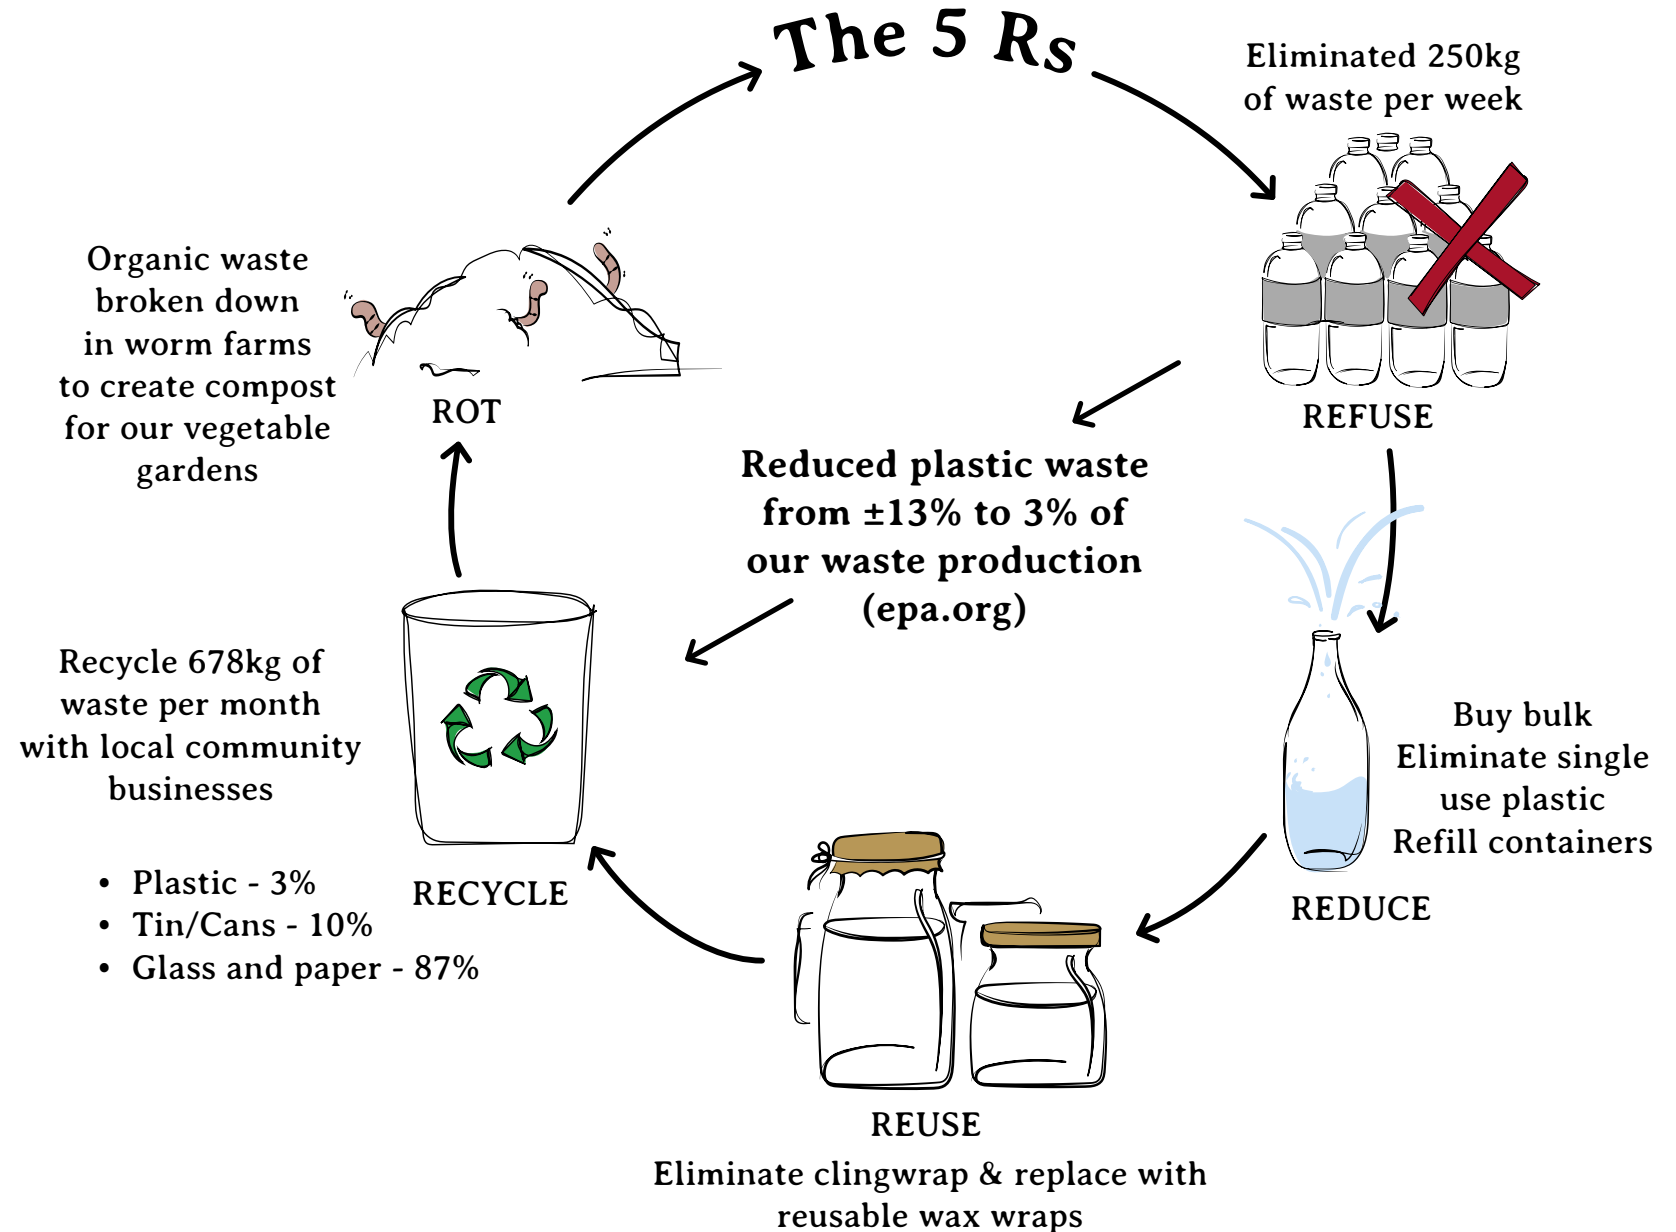 The 5 Rs
Eliminated 250kg
of waste per week
REFUSE
Reduced plastic waste
from ±13% to 3% of
our waste production
(epa.org)
Buy bulk
Eliminate single
use plastic
Refill containers
REDUCE
REUSE
Eliminate clingwrap & replace with
reusable wax wraps
Recycle 678kg of
waste per month
with local community
businesses
• Plastic - 3%
• Tin/Cans - 10%
• Glass and paper - 87%
RECYCLE
Organic waste
broken down
in worm farms
to create compost
for our vegetable
gardens
ROT